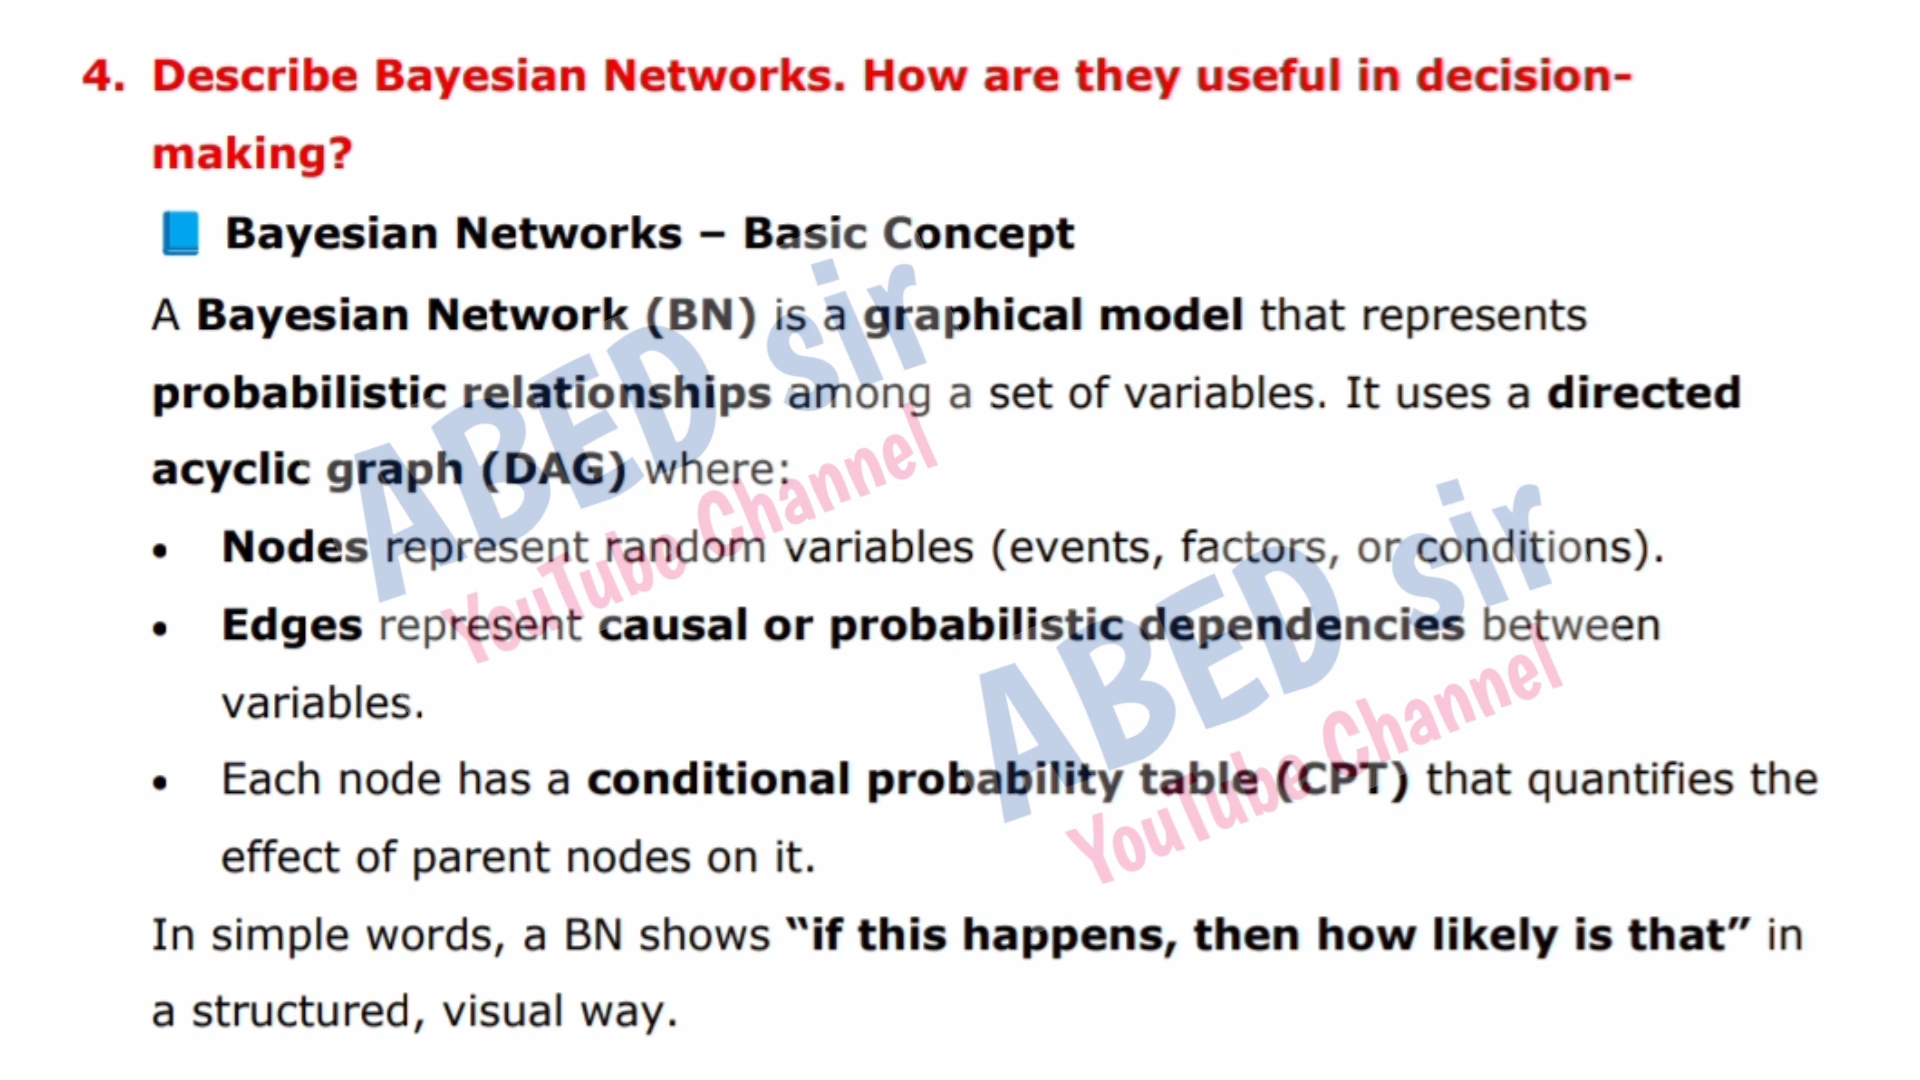 4. Describe Bayesian Networks. How are they useful in decision-
making?
📘 Bayesian Networks – Basic Concept
A Bayesian Network (BN) is a graphical model that represents
probabilistic relationships among a set of variables. It uses a directed
acyclic graph (DAG) where:
• Nodes represent random variables (events, factors, or conditions).
• Edges represent causal or probabilistic dependencies between
variables.
• Each node has a conditional probability table (CPT) that quantifies the
effect of parent nodes on it.
In simple words, a BN shows “if this happens, then how likely is that” in
a structured, visual way.
ABED sir
YouTube Channel
ABED sir
YouTube Channel